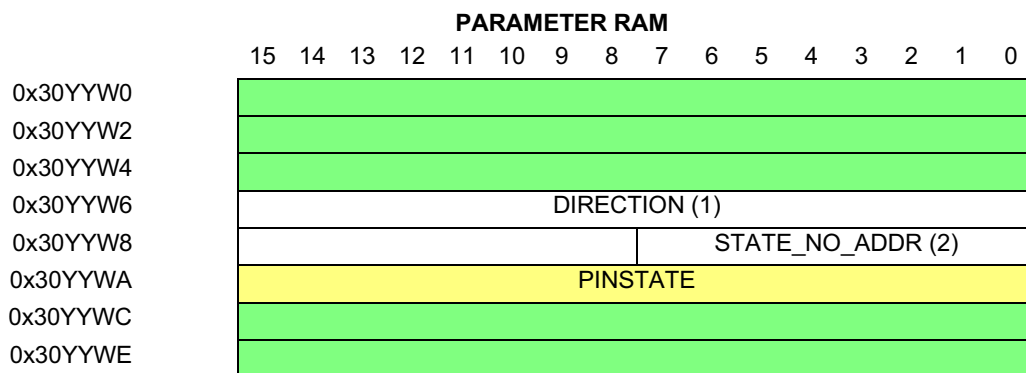 PARAMETER RAM
15 14 13 12 11 10 9 8 7 6 5 4 3 2 1 0
0x30YYW0
0x30YYW2
0x30YYW4
0x30YYW6 DIRECTION (1)
0x30YYW8 STATE_NO_ADDR (2)
0x30YYWA PINSTATE
0x30YYWC
0x30YYWE